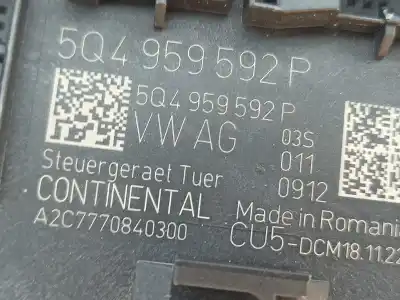 5Q4 959 592 P
5Q4 959 592 P
VW AG 03S
Steuergeraet Tuer 011
CONTINENTAL 0912
A2C7770840300 Made in Romania
CU5-DCM18.11.22